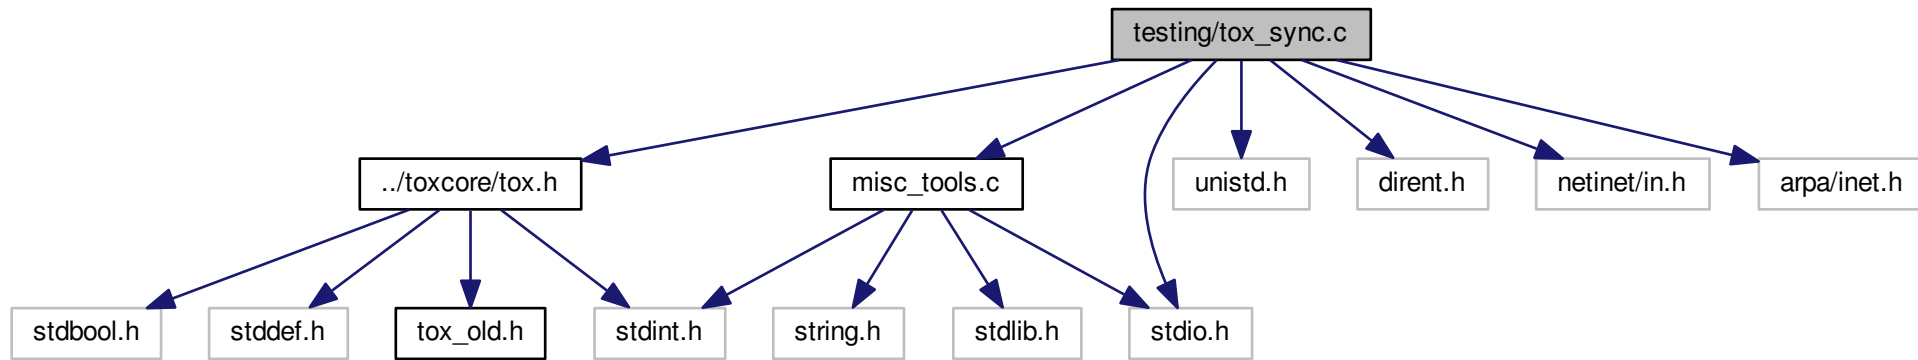 testing/tox_sync.c
../toxcore/tox.h
misc_tools.c
unistd.h
dirent.h
netinet/in.h
arpa/inet.h
stdbool.h
stddef.h
tox_old.h
stdint.h
string.h
stdlib.h
stdio.h